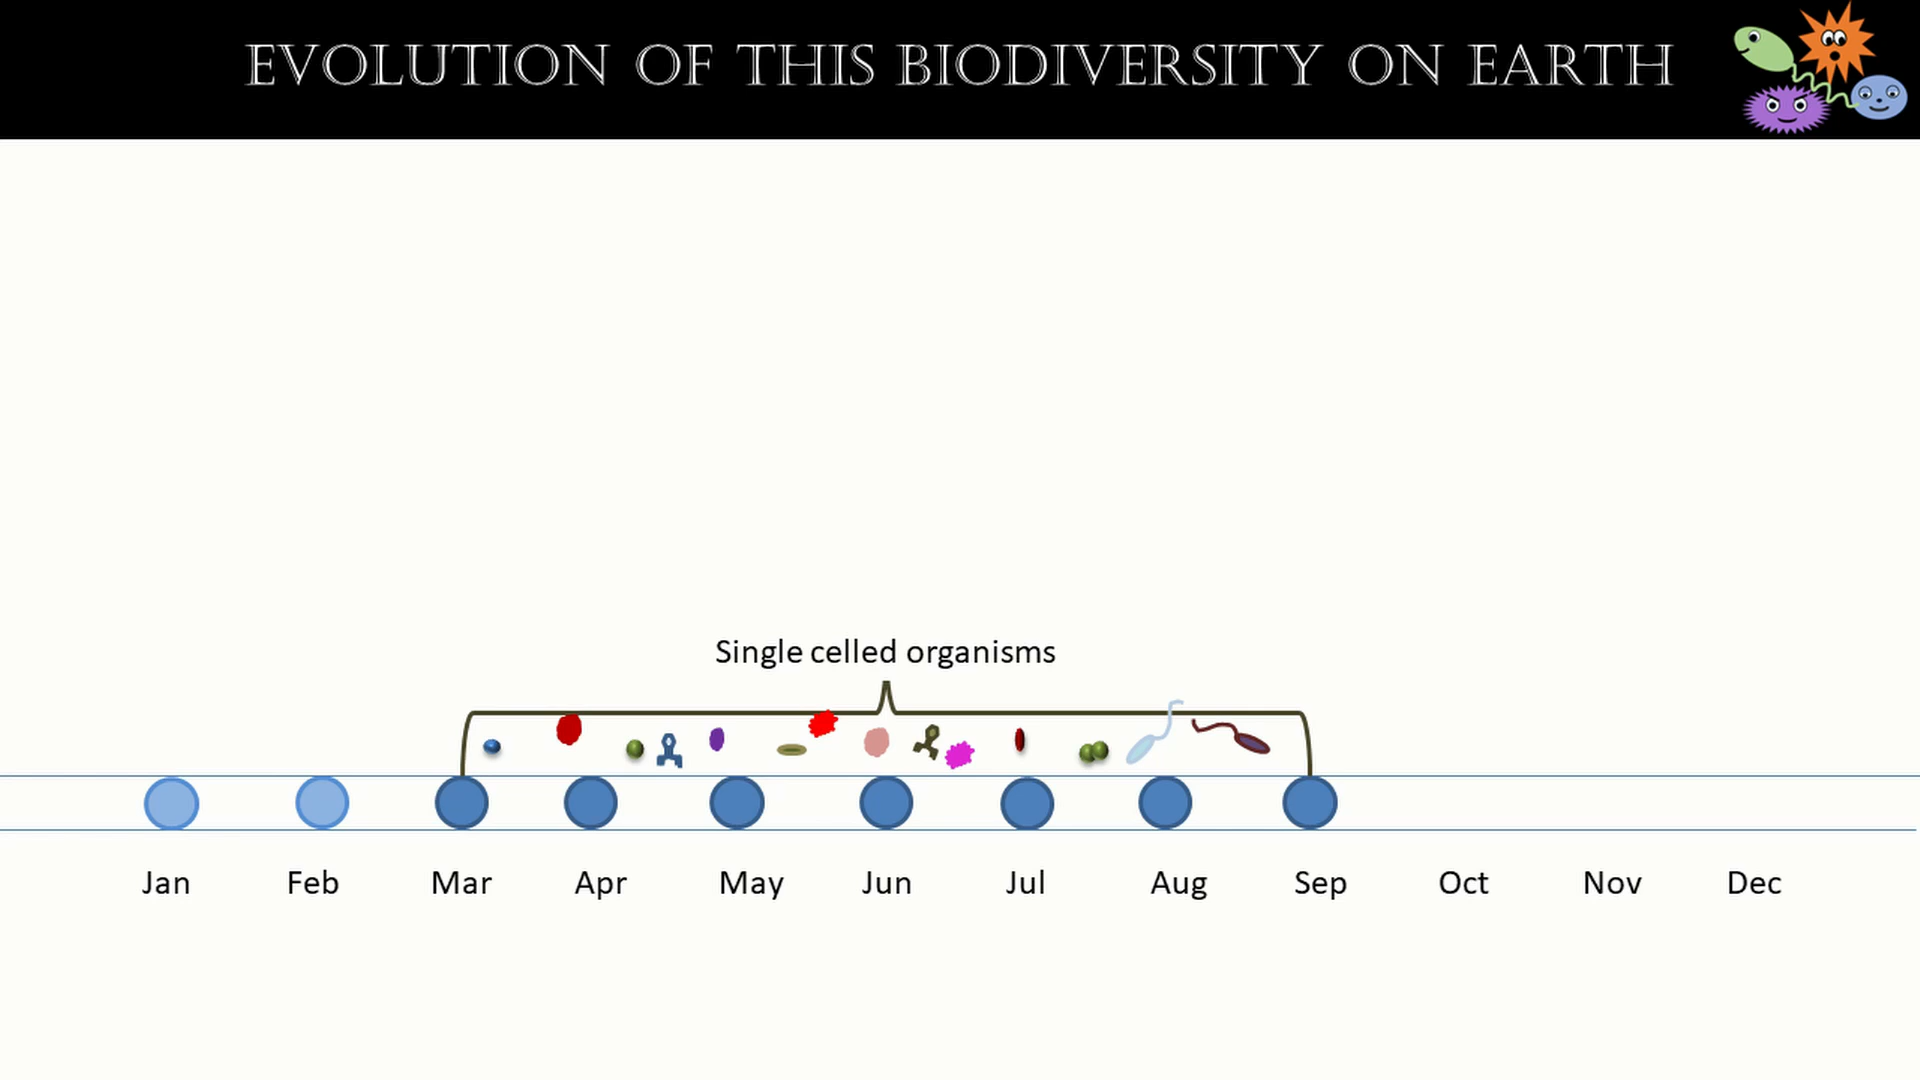 EVOLUTION OF THIS BIODIVERSITY ON EARTH
Single celled organisms
Jan Feb Mar Apr May Jun Jul Aug Sep Oct Nov Dec